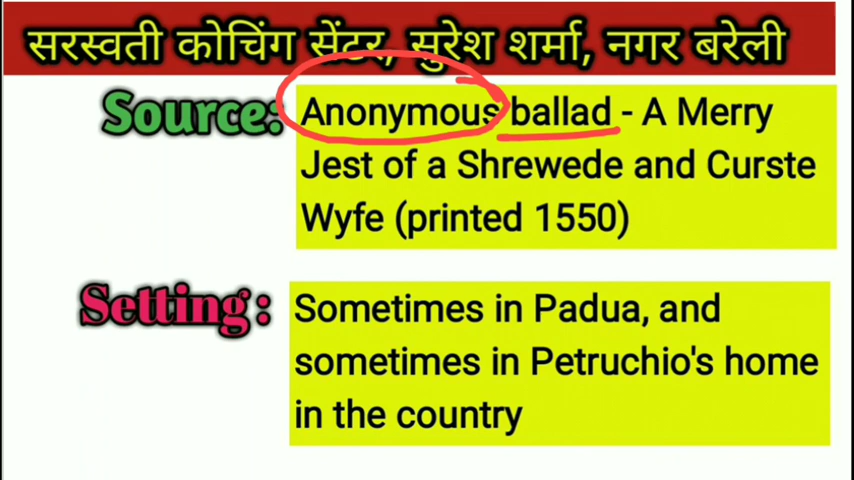 सरस्वती कोचिंग सेंटर, सुरेश शर्मा, नगर बरेली
Source: Anonymous ballad - A Merry
Jest of a Shrewede and Curste
Wyfe (printed 1550)
Setting: Sometimes in Padua, and
sometimes in Petruchio's home
in the country